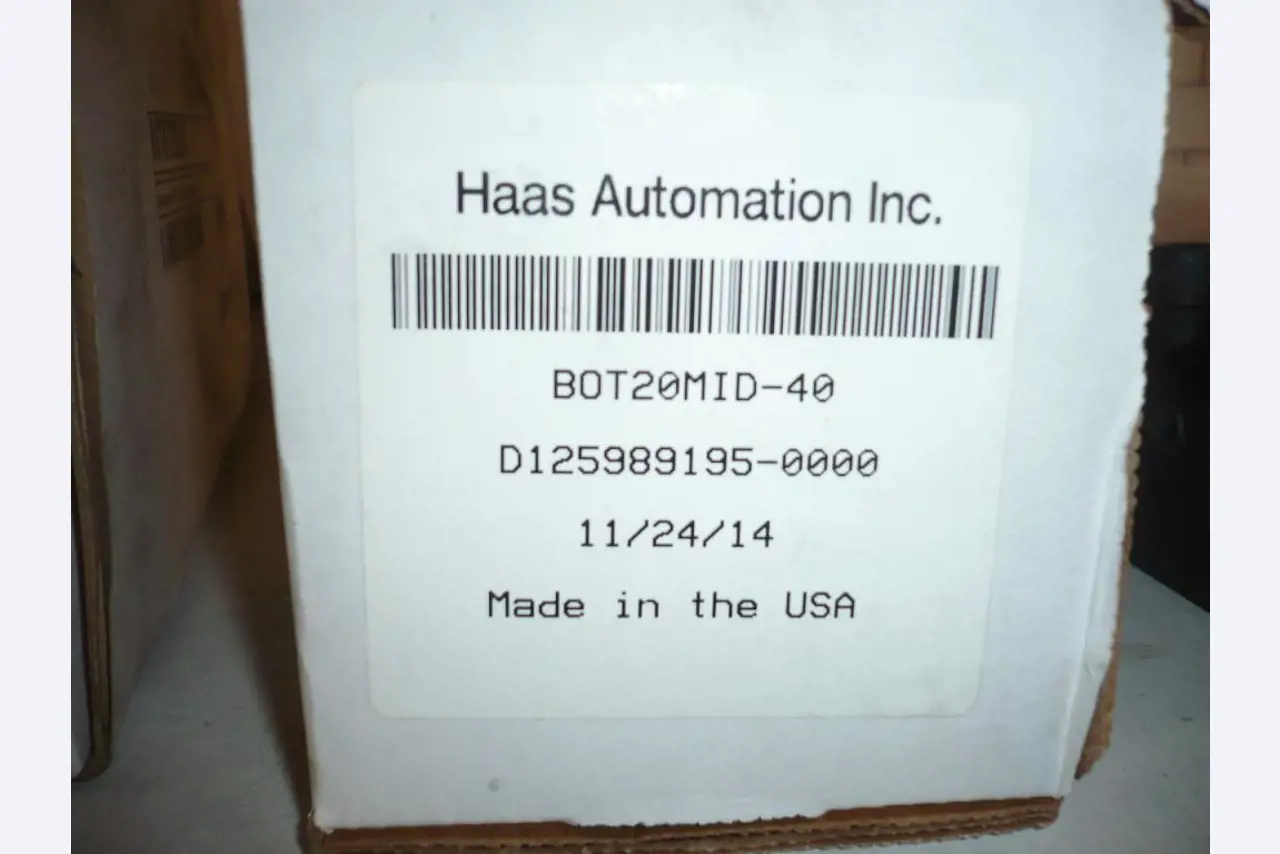 Haas Automation Inc.
BOT20MID-40
D125989195-0000
11/24/14
Made in the USA